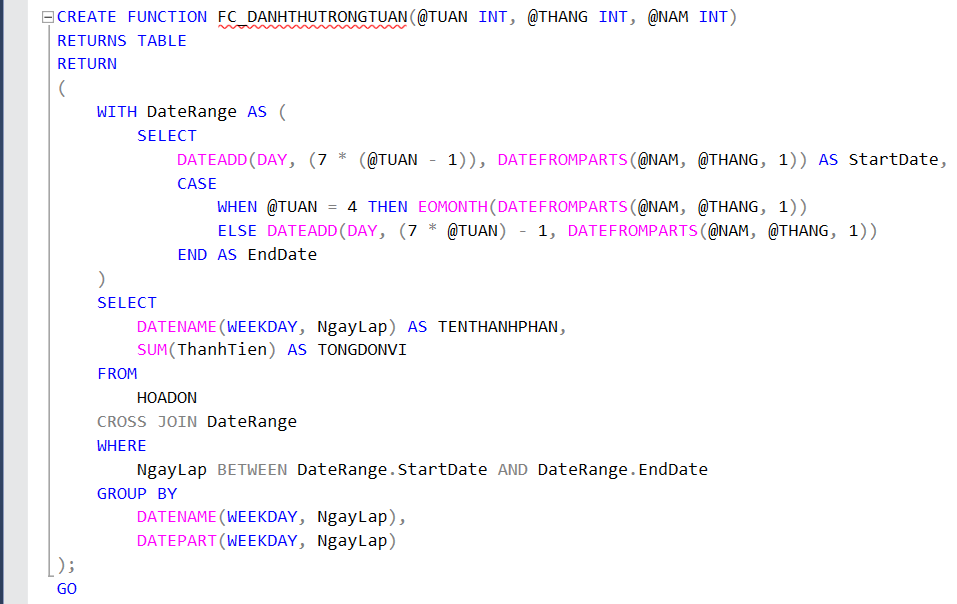 CREATE FUNCTION FC_DANHTHUTRONGTUAN(@TUAN INT, @THANG INT, @NAM INT)
RETURNS TABLE
RETURN
(
    WITH DateRange AS (
        SELECT
            DATEADD(DAY, (7 * (@TUAN - 1)), DATEFROMPARTS(@NAM, @THANG, 1)) AS StartDate,
            CASE
                WHEN @TUAN = 4 THEN EOMONTH(DATEFROMPARTS(@NAM, @THANG, 1))
                ELSE DATEADD(DAY, (7 * @TUAN) - 1, DATEFROMPARTS(@NAM, @THANG, 1))
            END AS EndDate
    )
    SELECT
        DATENAME(WEEKDAY, NgayLap) AS TENTHANHPHAN,
        SUM(ThanhTien) AS TONGDONVI
    FROM
        HOADON
    CROSS JOIN DateRange
    WHERE
        NgayLap BETWEEN DateRange.StartDate AND DateRange.EndDate
    GROUP BY
        DATENAME(WEEKDAY, NgayLap),
        DATEPART(WEEKDAY, NgayLap)
);
GO